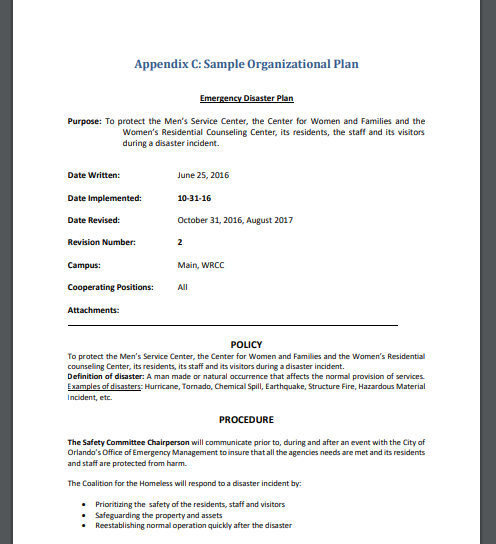 Appendix C: Sample Organizational Plan
Emergency Disaster Plan
Purpose: To protect the Men's Service Center, the Center for Women and Families and the
Women's Residential Counseling Center, its residents, the staff and its visitors
during a disaster incident.
Date Written: June 25, 2016
Date Implemented: 10-31-16
Date Revised: October 31, 2016, August 2017
Revision Number: 2
Campus: Main, WRCC
Cooperating Positions: All
Attachments:
POLICY
To protect the Men's Service Center, the Center for Women and Families and the Women's Residential
counseling Center, its residents, its staff and its visitors during a disaster incident.
Definition of disaster: A man made or natural occurrence that affects the normal provision of services.
Examples of disasters: Hurricane, Tornado, Chemical Spill, Earthquake, Structure Fire, Hazardous Material
Incident, etc.
PROCEDURE
The Safety Committee Chairperson will communicate prior to, during and after an event with the City of
Orlando's Office of Emergency Management to insure that all the agencies needs are met and its residents
and staff are protected from harm.
The Coalition for the Homeless will respond to a disaster incident by:
• Prioritizing the safety of the residents, staff and visitors
• Safeguarding the property and assets
• Reestablishing normal operation quickly after the disaster